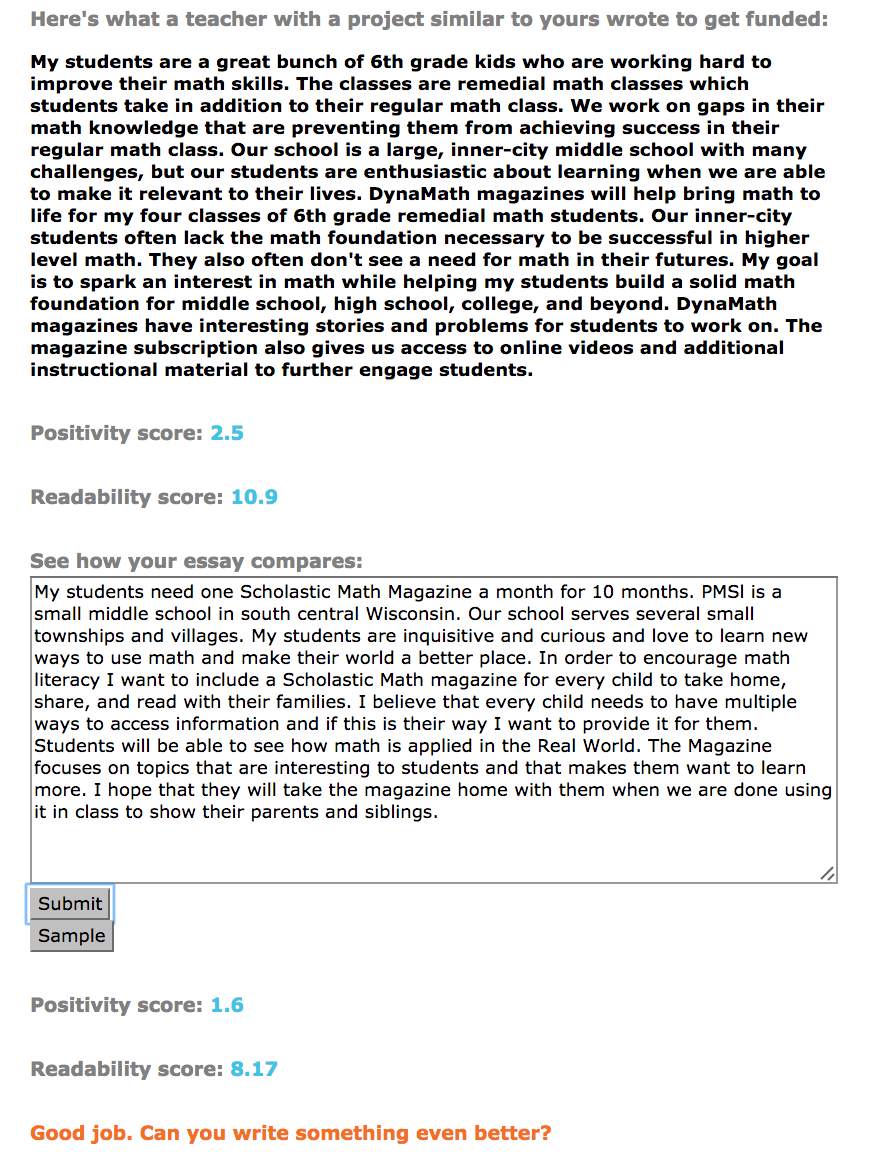 Here's what a teacher with a project similar to yours wrote to get funded:
My students are a great bunch of 6th grade kids who are working hard to
improve their math skills. The classes are remedial math classes which
students take in addition to their regular math class. We work on gaps in their
math knowledge that are preventing them from achieving success in their
regular math class. Our school is a large, inner-city middle school with many
challenges, but our students are enthusiastic about learning when we are able
to make it relevant to their lives. DynaMath magazines will help bring math to
life for my four classes of 6th grade remedial math students. Our inner-city
students often lack the math foundation necessary to be successful in higher
level math. They also often don't see a need for math in their futures. My goal
is to spark an interest in math while helping my students build a solid math
foundation for middle school, high school, college, and beyond. DynaMath
magazines have interesting stories and problems for students to work on. The
magazine subscription also gives us access to online videos and additional
instructional material to further engage students.
Positivity score: 2.5
Readability score: 10.9
See how your essay compares:
My students need one Scholastic Math Magazine a month for 10 months. PMSl is a
small middle school in south central Wisconsin. Our school serves several small
townships and villages. My students are inquisitive and curious and love to learn new
ways to use math and make their world a better place. In order to encourage math
literacy I want to include a Scholastic Math magazine for every child to take home,
share, and read with their families. I believe that every child needs to have multiple
ways to access information and if this is their way I want to provide it for them.
Students will be able to see how math is applied in the Real World. The Magazine
focuses on topics that are interesting to students and that makes them want to learn
more. I hope that they will take the magazine home with them when we are done using
it in class to show their parents and siblings.
Submit
Sample
Positivity score: 1.6
Readability score: 8.17
Good job. Can you write something even better?